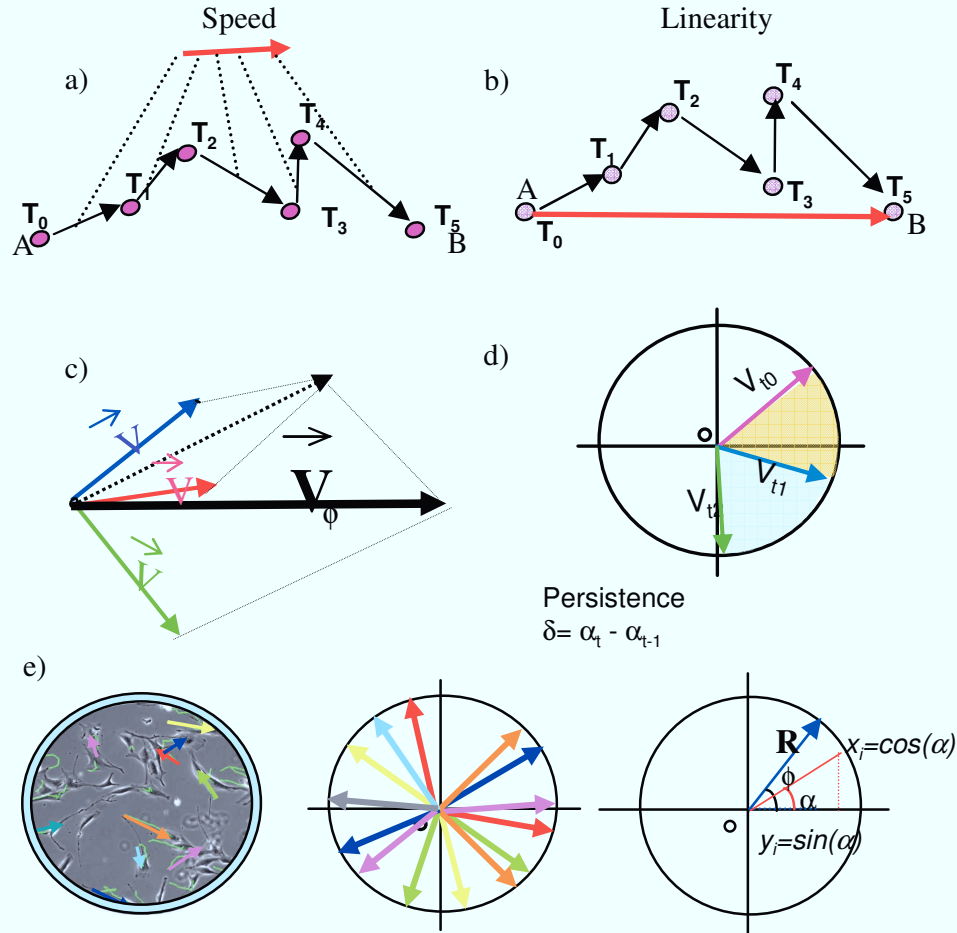 Speed
Linearity
a)
T0
A
T1
T2
T3
T4
T5
B
b)
A
T0
T1
T2
T3
T4
T5
B
c)
V
V
V
Vϕ
d)
O
Vt0
Vt1
Vt2
Persistence
δ= αt - αt-1
e)
R
ϕ
α
xi=cos(α)
O
yi=sin(α)